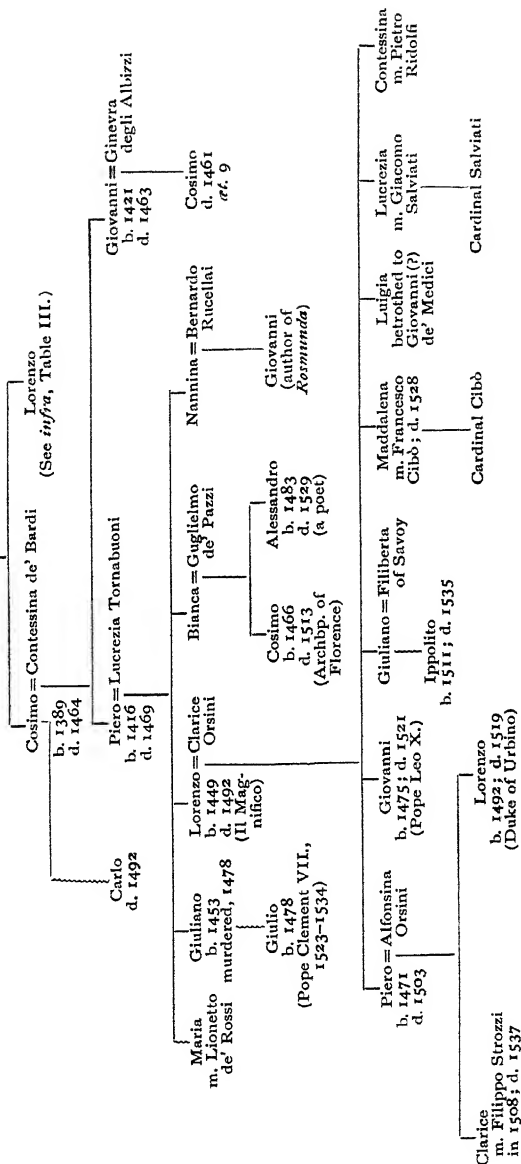 Cosimo = Contessina de' Bardi
b. 1389
d. 1464
Lorenzo
(See infra, Table III.)
Carlo
d. 1492
Piero = Lucrezia Tornabuoni
b. 1416
d. 1469
Giovanni = Ginevra
b. 1421 degli Albizzi
d. 1463
Cosimo
d. 1461
æt. 9
Maria
m. Lionetto
de' Rossi
Giuliano
b. 1453
murdered, 1478
Giulio
b. 1478
(Pope Clement VII.,
1523–1534)
Lorenzo = Clarice
b. 1449 Orsini
d. 1492
(Il Mag-
nifico)
Bianca = Guglielmo
de' Pazzi
Cosimo
b. 1466
d. 1513
(Archbp. of
Florence)
Alessandro
b. 1483
d. 1529
(a poet)
Nannina = Bernardo
Rucellai
Giovanni
(author of
Rosmunda)
Piero = Alfonsina
b. 1471 Orsini
d. 1503
Giovanni
b. 1475; d. 1521
(Pope Leo X.)
Giuliano = Filiberta
of Savoy
Ippolito
b. 1511; d. 1535
Maddalena
m. Francesco
Cibò; d. 1528
Cardinal Cibò
Luigia
betrothed to
Giovanni (?)
de' Medici
Lucrezia
m. Giacomo
Salviati
Cardinal Salviati
Contessina
m. Pietro
Ridolfi
Clarice
m. Filippo Strozzi
in 1508; d. 1537
Lorenzo
b. 1492; d. 1519
(Duke of Urbino)